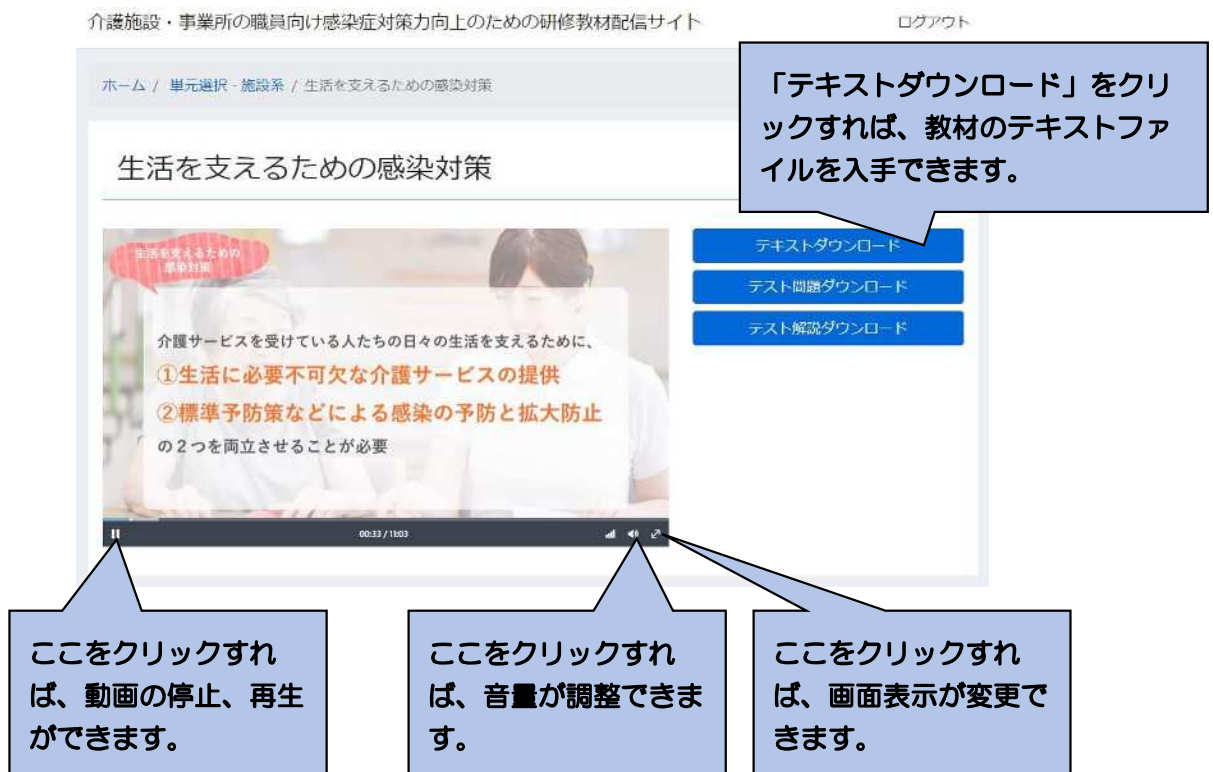 介護施設・事業所の職員向け感染症対策力向上のための研修教材配信サイト
ログアウト
ホーム / 単元選択 - 施設系 / 生活を支えるための感染対策
「テキストダウンロード」をクリ
ックすれば、教材のテキストファ
イルを入手できます。
生活を支えるための感染対策
生活を支えるための
感染対策
介護サービスを受けている人たちの日々の生活を支えるために、
①生活に必要不可欠な介護サービスの提供
②標準予防策などによる感染の予防と拡大防止
の2つを両立させることが必要
00:33 / 11:03
テキストダウンロード
テスト問題ダウンロード
テスト解説ダウンロード
ここをクリックすれ
ば、動画の停止、再生
ができます。
ここをクリックすれ
ば、音量が調整できま
す。
ここをクリックすれ
ば、画面表示が変更で
きます。